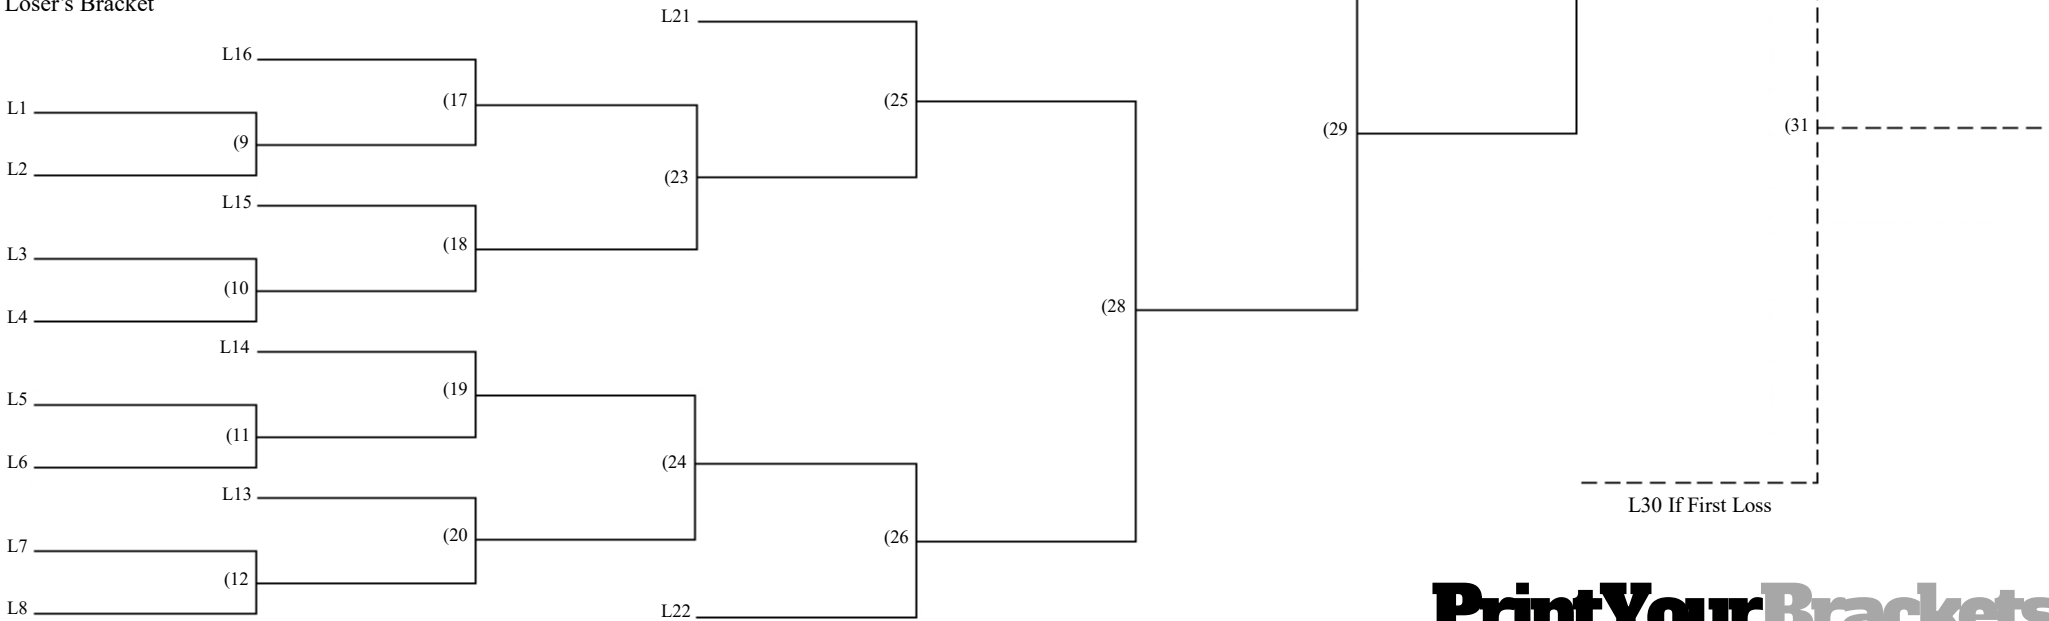 Loser's Bracket
L21
L16
(17
(25
L1
(9
L2
(29
(31
(23
L15
L3
(18
(10
L4
(28
L14
(19
L5
(11
L6
(24
L13
L30 If First Loss
(20
(26
L7
(12
L8
L22
PrintYourBrackets